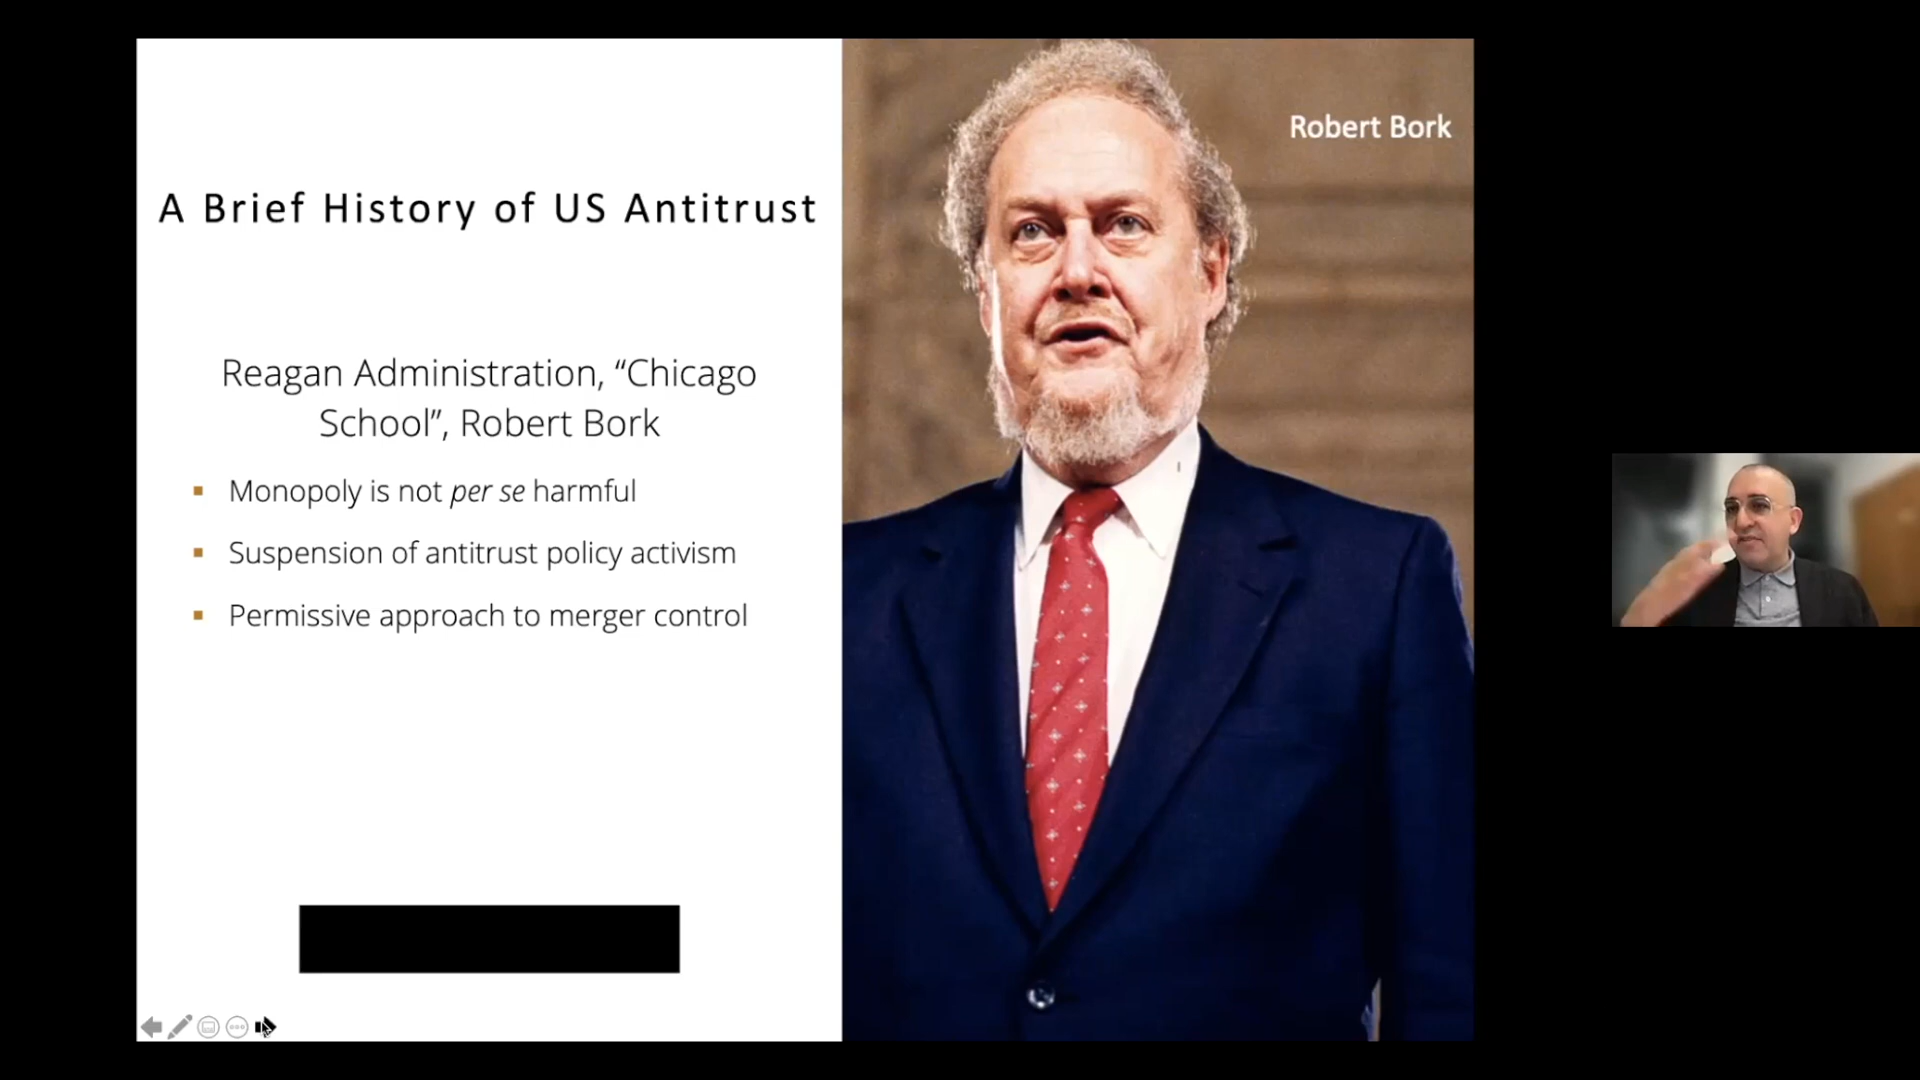 A Brief History of US Antitrust
Robert Bork
Reagan Administration, “Chicago
School”, Robert Bork
▪ Monopoly is not per se harmful
▪ Suspension of antitrust policy activism
▪ Permissive approach to merger control